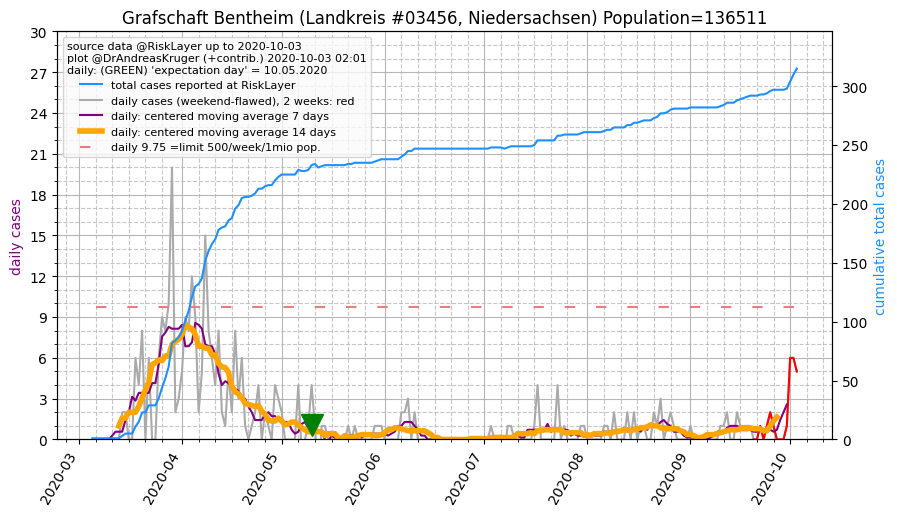 Grafschaft Bentheim (Landkreis #03456, Niedersachsen) Population=136511
source data @RiskLayer up to 2020-10-03
plot @DrAndreasKruger (+contrib.) 2020-10-03 02:01
daily: (GREEN) 'expectation day' = 10.05.2020
total cases reported at RiskLayer
daily cases (weekend-flawed), 2 weeks: red
daily: centered moving average 7 days
daily: centered moving average 14 days
daily 9.75 =limit 500/week/1mio pop.
daily cases
30
27
24
21
18
15
12
9
6
3
0
cumulative total cases
300
250
200
150
100
50
0
2020-03
2020-04
2020-05
2020-06
2020-07
2020-08
2020-09
2020-10